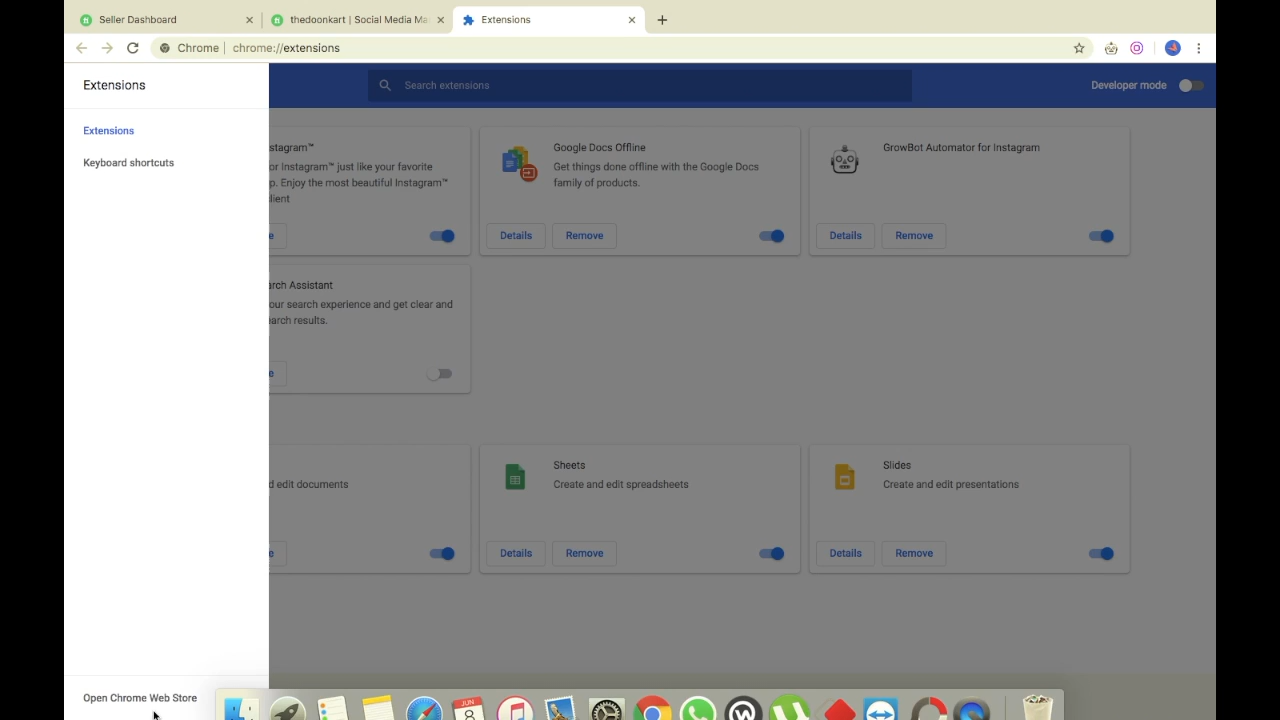 Seller Dashboard
thedoonkart | Social Media Ma
Extensions
Chrome chrome://extensions
Extensions
Search extensions
Developer mode
Extensions
Keyboard shortcuts
stagram™
or Instagram™ just like your favorite
p. Enjoy the most beautiful Instagram™
lient
e
Google Docs Offline
Get things done offline with the Google Docs
family of products.
Details Remove
GrowBot Automator for Instagram
Details Remove
arch Assistant
our search experience and get clear and
earch results.
e
d edit documents
e
Sheets
Create and edit spreadsheets
Details Remove
Slides
Create and edit presentations
Details Remove
Open Chrome Web Store
JUN
8